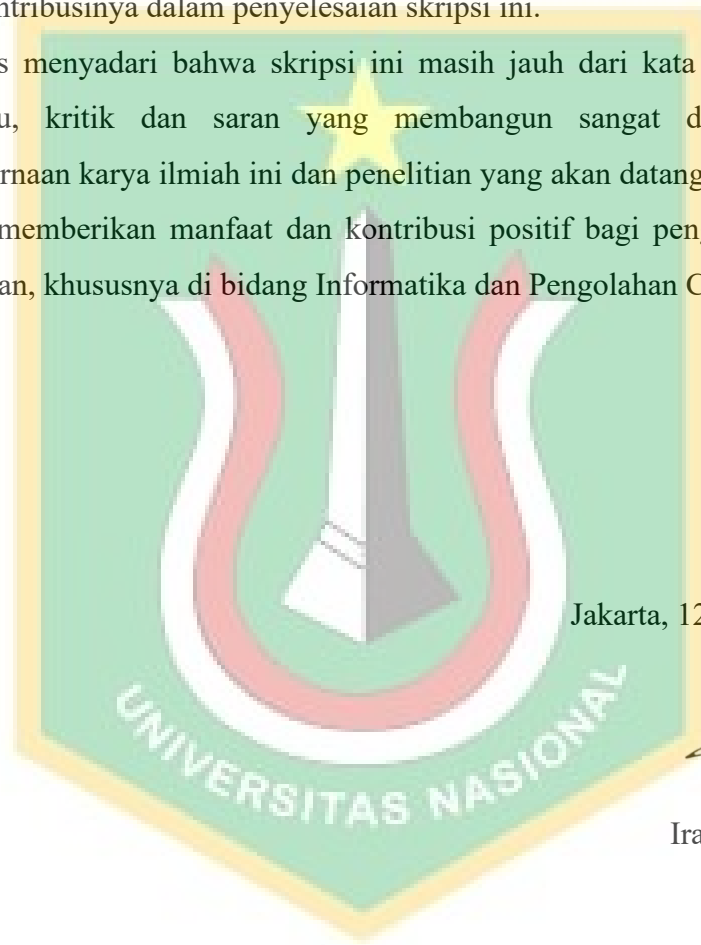 ntribusinya dalam penyelesaian skripsi ini.
s menyadari bahwa skripsi ini masih jauh dari kata
u, kritik dan saran yang membangun sangat d
rnaan karya ilmiah ini dan penelitian yang akan datang
memberikan manfaat dan kontribusi positif bagi pen
an, khususnya di bidang Informatika dan Pengolahan C
Jakarta, 12
UNIVERSITAS NASIONAL
Ira